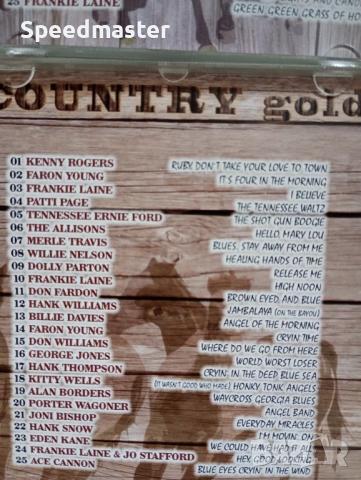 Speedmaster
25 FRANKIE LAINE
GREEN, GREEN GRASS OF HO
COUNTRY gold
01 KENNY ROGERS RUBY, DON'T TAKE YOUR LOVE TO TOWN
02 FARON YOUNG IT'S FOUR IN THE MORNING
03 FRANKIE LAINE I BELIEVE
04 PATTI PAGE THE TENNESSEE WALTZ
05 TENNESSEE ERNIE FORD THE SHOT GUN BOOGIE
06 THE ALLISONS HELLO, MARY LOU
07 MERLE TRAVIS BLUES, STAY AWAY FROM ME
08 WILLIE NELSON HEALING HANDS OF TIME
09 DOLLY PARTON RELEASE ME
10 FRANKIE LAINE HIGH NOON
11 DON FARDON BROWN EYED, AND BLUE
12 HANK WILLIAMS JAMBALAYA (ON THE BAYOU)
13 BILLIE DAVIES ANGEL OF THE MORNING
14 FARON YOUNG CRYIN TIME
15 DON WILLIAMS WHERE DO WE GO FROM HERE
16 GEORGE JONES WORLD WORST LOSER
17 HANK THOMPSON CRYIN' IN THE DEEP BLUE SEA
18 KITTY WELLS (IT WASN'T GOOD WHO MADE) HONKY, TONK, ANGELS
19 ALAN BORDERS WAYCROSS GEORGIA BLUES
20 PORTER WAGONER ANGEL BAND
21 JONI BISHOP EVERYDAY MIRACLES
22 HANK SNOW I'M MOVIN' ON
23 EDEN KANE WE COULD HAVE HAD IT ALL
24 FRANKIE LAINE & JO STAFFORD HEY, GOOD LOOKING
25 ACE CANNON BLUE EYES CRYIN' IN THE WIND